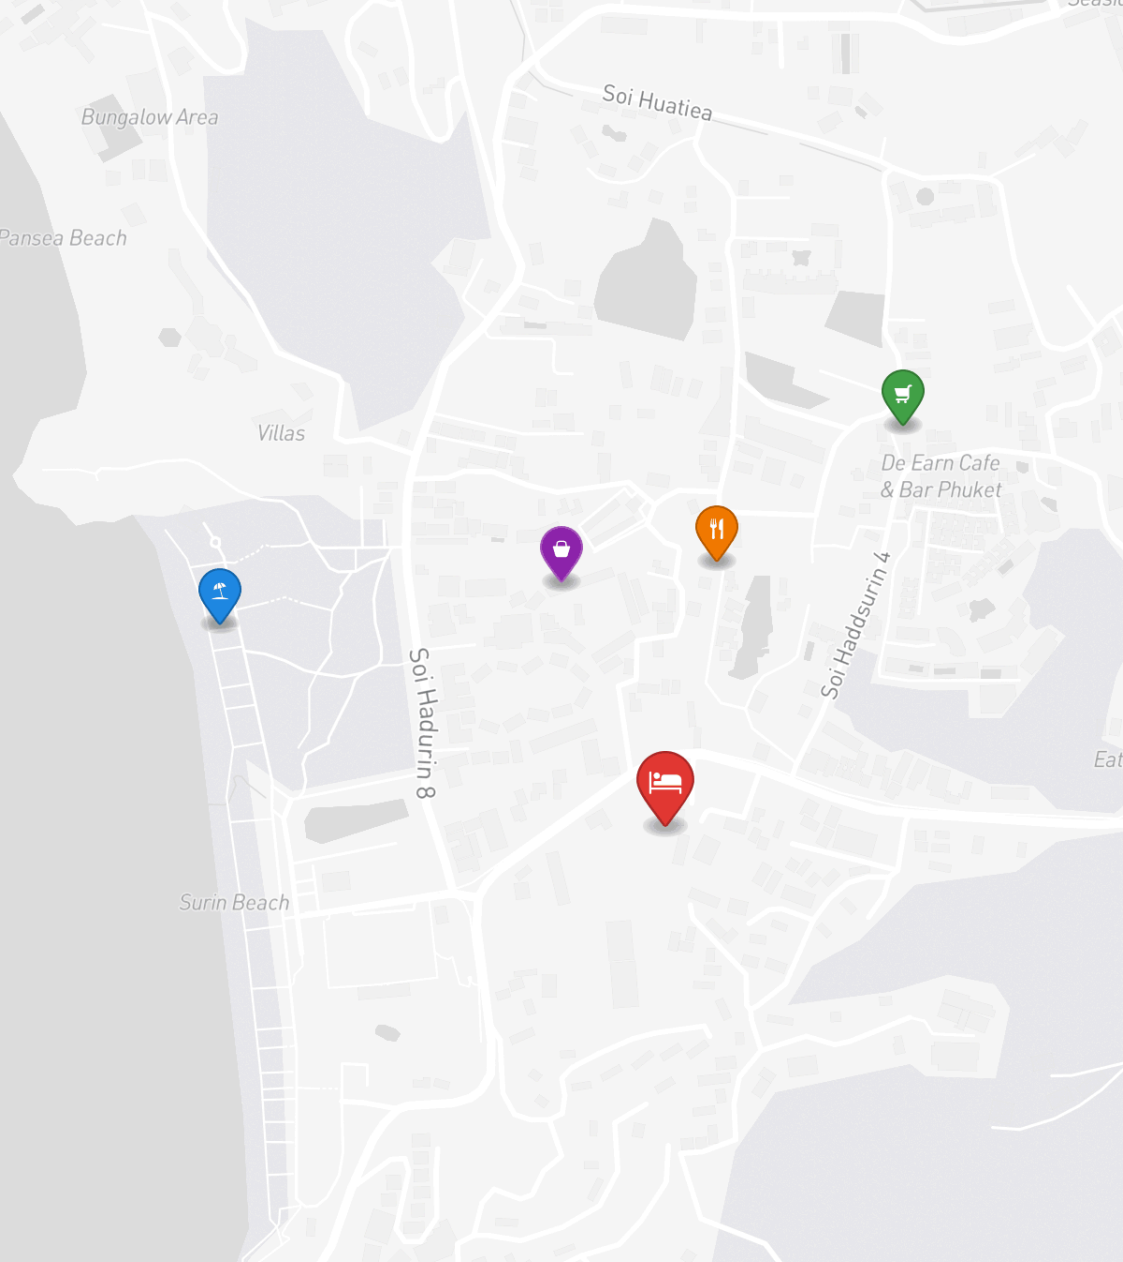 Soi Huatiea
Bungalow Area
Pansea Beach
Villas
De Earn Cafe
& Bar Phuket
Soi Haddsurin 4
Soi Hadurin 8
Surin Beach